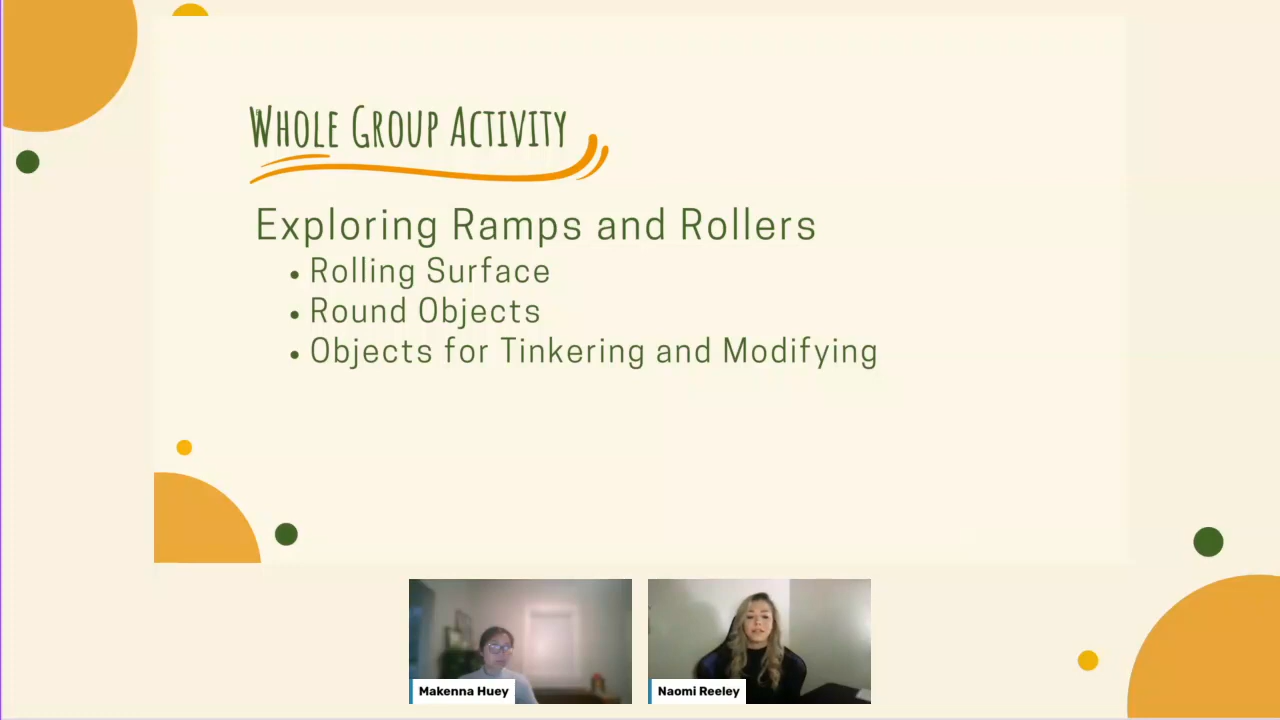 Whole Group Activity
Exploring Ramps and Rollers
• Rolling Surface
• Round Objects
• Objects for Tinkering and Modifying
Makenna Huey
Naomi Reeley